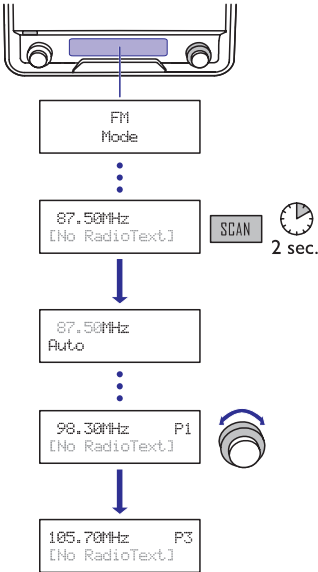 FM
Mode
87.50MHz
[No RadioText]
SCAN
2 sec.
87.50MHz
Auto
98.30MHz P1
[No RadioText]
105.70MHz P3
[No RadioText]